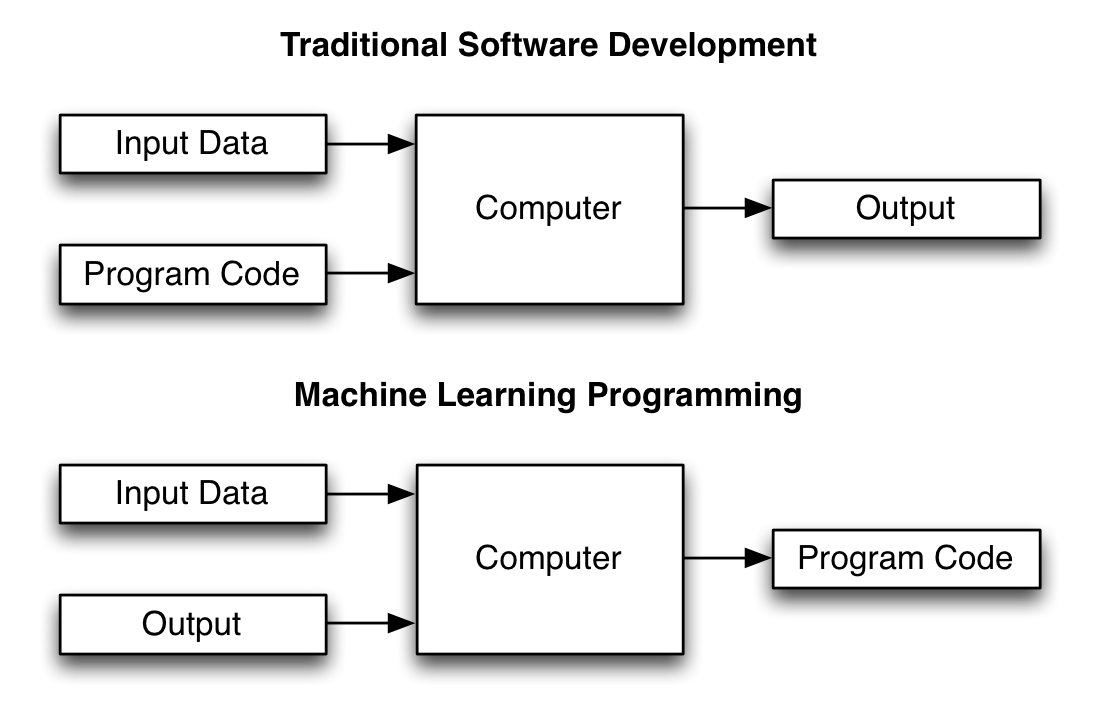 Traditional Software Development
Input Data
Program Code
Computer
Output
Machine Learning Programming
Input Data
Output
Computer
Program Code